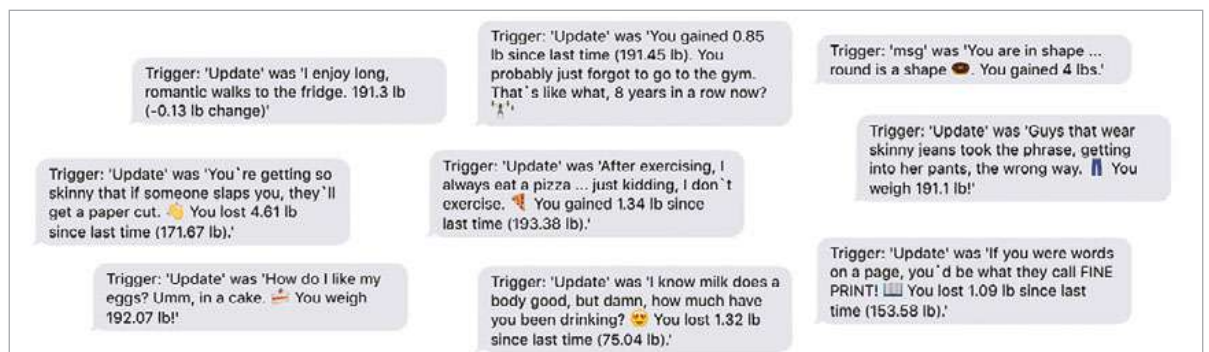 Trigger: 'Update' was 'I enjoy long,
romantic walks to the fridge. 191.3 lb
(-0.13 lb change)'
Trigger: 'Update' was 'You gained 0.85
lb since last time (191.45 lb). You
probably just forgot to go to the gym.
That`s like what, 8 years in a row now?
🏋'
Trigger: 'msg' was 'You are in shape ...
round is a shape 🍩. You gained 4 lbs.'
Trigger: 'Update' was 'You`re getting so
skinny that if someone slaps you, they`ll
get a paper cut. 👋 You lost 4.61 lb
since last time (171.67 lb).'
Trigger: 'Update' was 'After exercising, I
always eat a pizza ... just kidding, I don`t
exercise. 🍕 You gained 1.34 lb since
last time (193.38 lb).'
Trigger: 'Update' was 'Guys that wear
skinny jeans took the phrase, getting
into her pants, the wrong way. 👖 You
weigh 191.1 lb!'
Trigger: 'Update' was 'How do I like my
eggs? Umm, in a cake. 🍰 You weigh
192.07 lb!'
Trigger: 'Update' was 'I know milk does a
body good, but damn, how much have
you been drinking? 😍 You lost 1.32 lb
since last time (75.04 lb).'
Trigger: 'Update' was 'If you were words
on a page, you`d be what they call FINE
PRINT! 📖 You lost 1.09 lb since last
time (153.58 lb).'